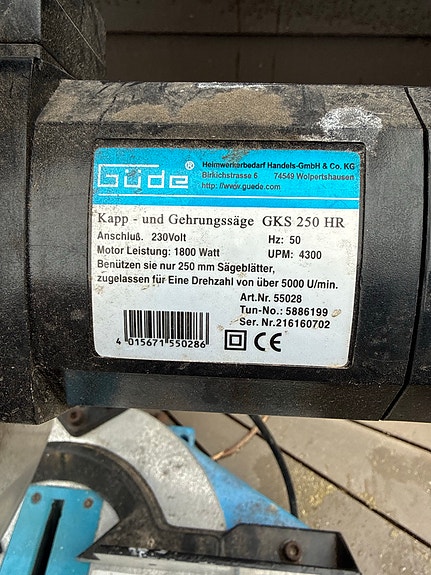 Güde ® Heimwerkerbedarf Handels-GmbH & Co. KG
Birkichstrasse 6 74549 Wolpertshausen
http://www.guede.com
Kapp - und Gehrungssäge GKS 250 HR
Anschluß. 230Volt Hz: 50
Motor Leistung: 1800 Watt UPM: 4300
Benützen sie nur 250 mm Sägeblätter,
zugelassen für Eine Drehzahl von über 5000 U/min.
Art.Nr. 55028
Tun-No.: 5886199
Ser. Nr.216160702
4 015671 550286 CE